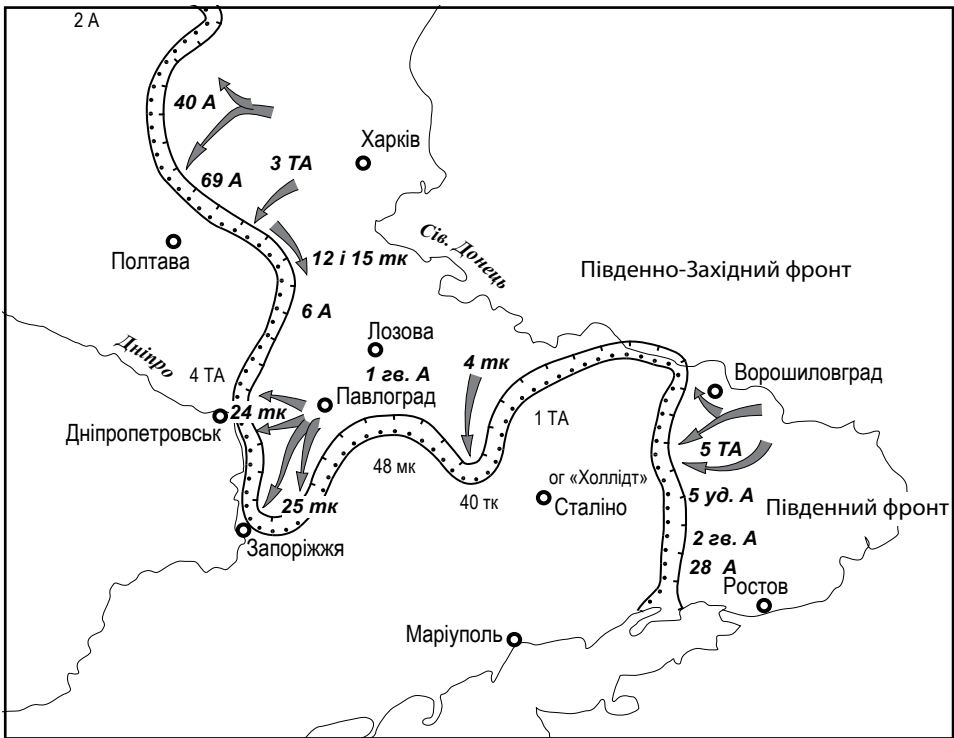 2 А
40 А
Харків
3 ТА
69 А
Сів. Донець
Полтава
12 і 15 тк
Південно-Західний фронт
6 А
Дніпро
Лозова
4 тк
4 ТА
1 гв. А
Ворошиловград
Павлоград
24 тк
Дніпропетровськ
1 ТА
5 ТА
48 мк
ог «Холлідт»
40 тк
5 уд. А
25 тк
Сталіно
Південний фронт
2 гв. А
Запоріжжя
28 А
Ростов
Маріуполь